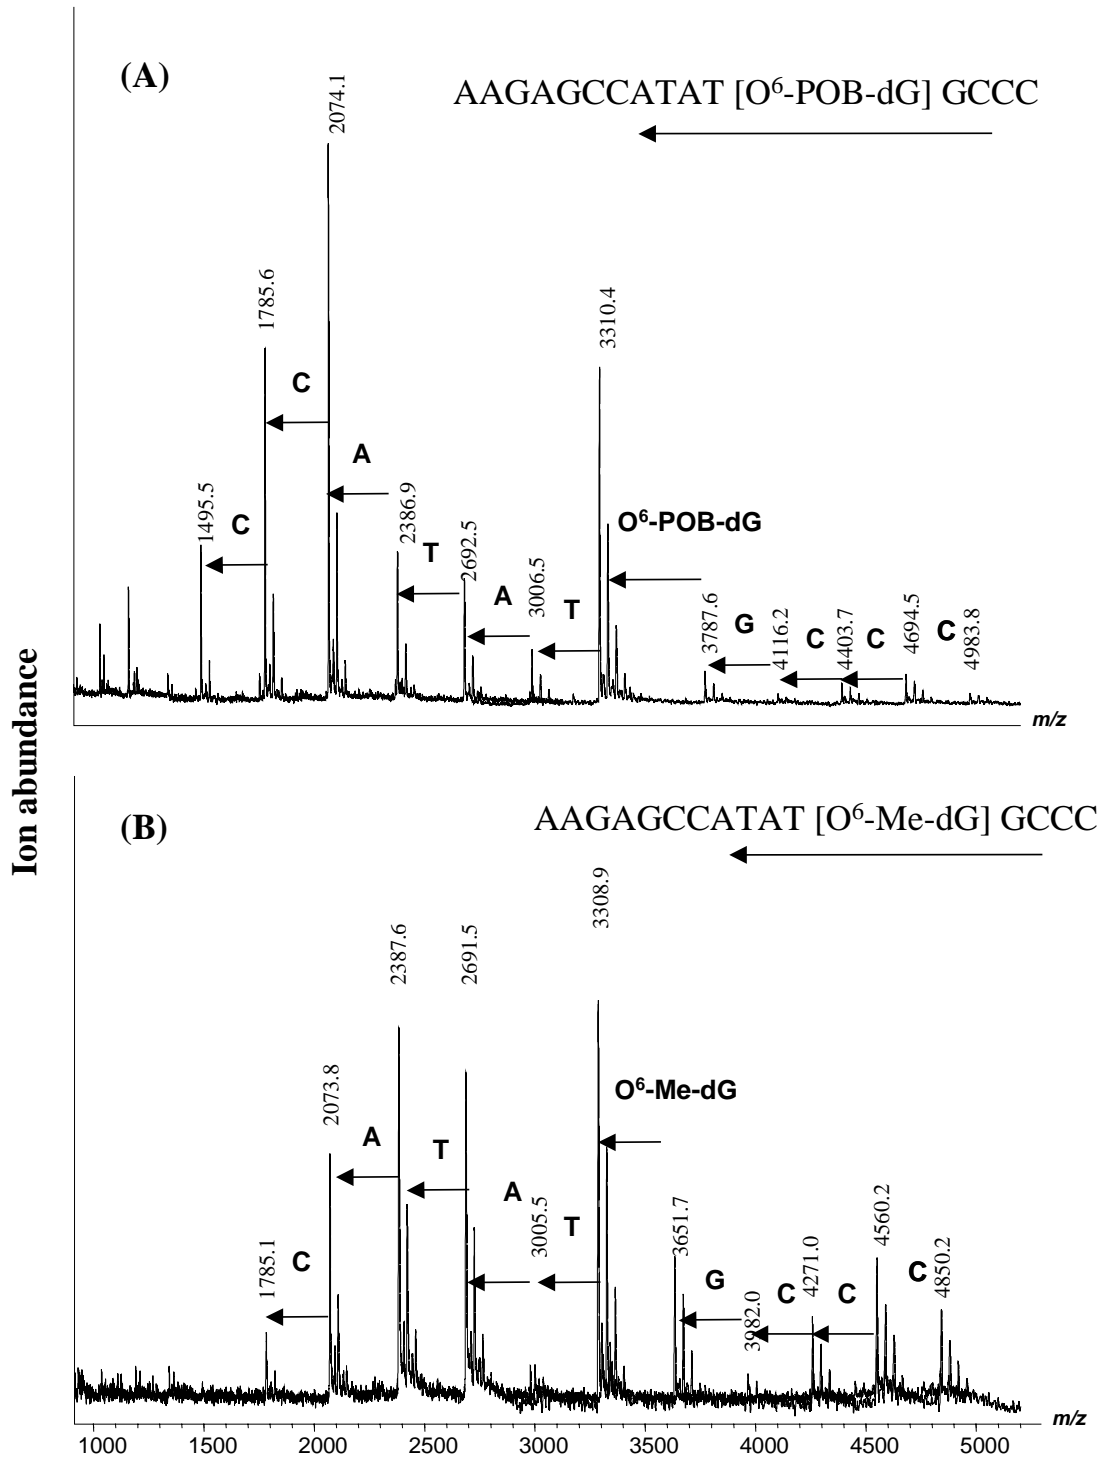 Ion abundance
(A)
AAGAGCCATAT [O⁶-POB-dG] GCCC
2074.1
1785.6
3310.4
C
A
1495.5
C
2386.9
T
2692.5
A
3006.5
T
O⁶-POB-dG
3787.6
G
4116.2
C
4403.7
C
4694.5
C
4983.8
m/z
(B)
AAGAGCCATAT [O⁶-Me-dG] GCCC
3308.9
2387.6
2691.5
2073.8
O⁶-Me-dG
A
T
A
3005.5
T
1785.1
C
3651.7
G
3982.0
C
4271.0
C
4560.2
C
4850.2
m/z
1000 1500 2000 2500 3000 3500 4000 4500 5000